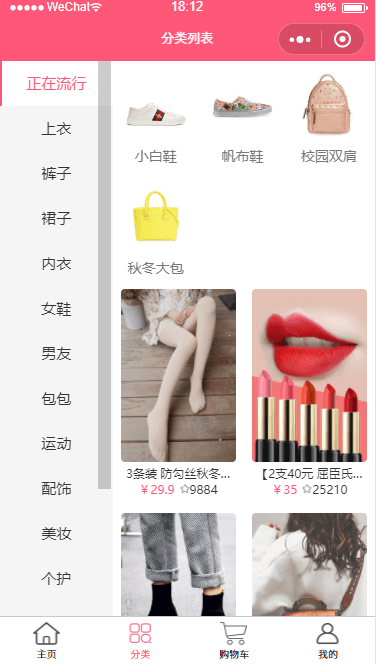 WeChat
18:12
96%
分类列表
正在流行
上衣
裤子
裙子
内衣
女鞋
男友
包包
运动
配饰
美妆
个护
小白鞋
帆布鞋
校园双肩
秋冬大包
3条装 防勾丝秋冬...
¥ 29.9 ✩9884
【2支40元 屈臣氏...
¥ 35 ✩25210
主页
分类
购物车
我的